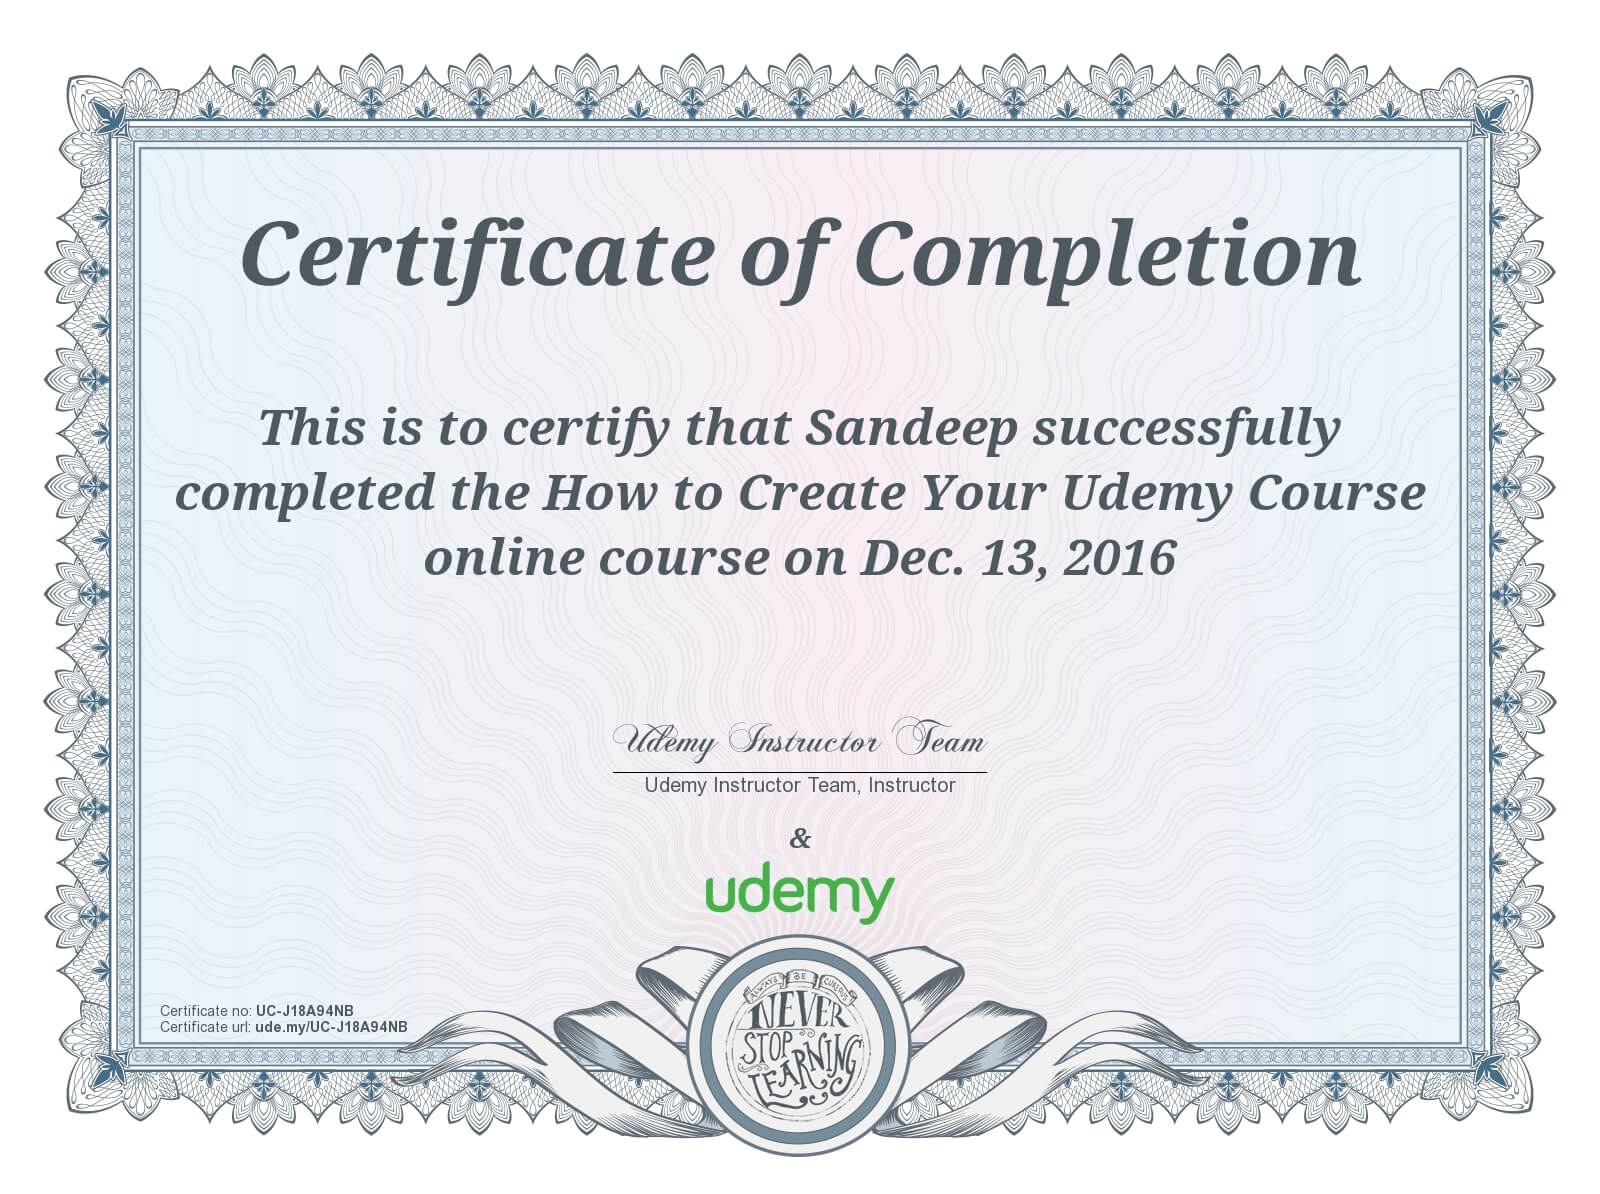 Certificate of Completion
This is to certify that Sandeep successfully
completed the How to Create Your Udemy Course
online course on Dec. 13, 2016
Udemy Instructor Team
Udemy Instructor Team, Instructor
&
udemy
ALWAYS BE CURIOUS
NEVER
STOP
LEARNING
Certificate no: UC-J18A94NB
Certificate url: ude.my/UC-J18A94NB